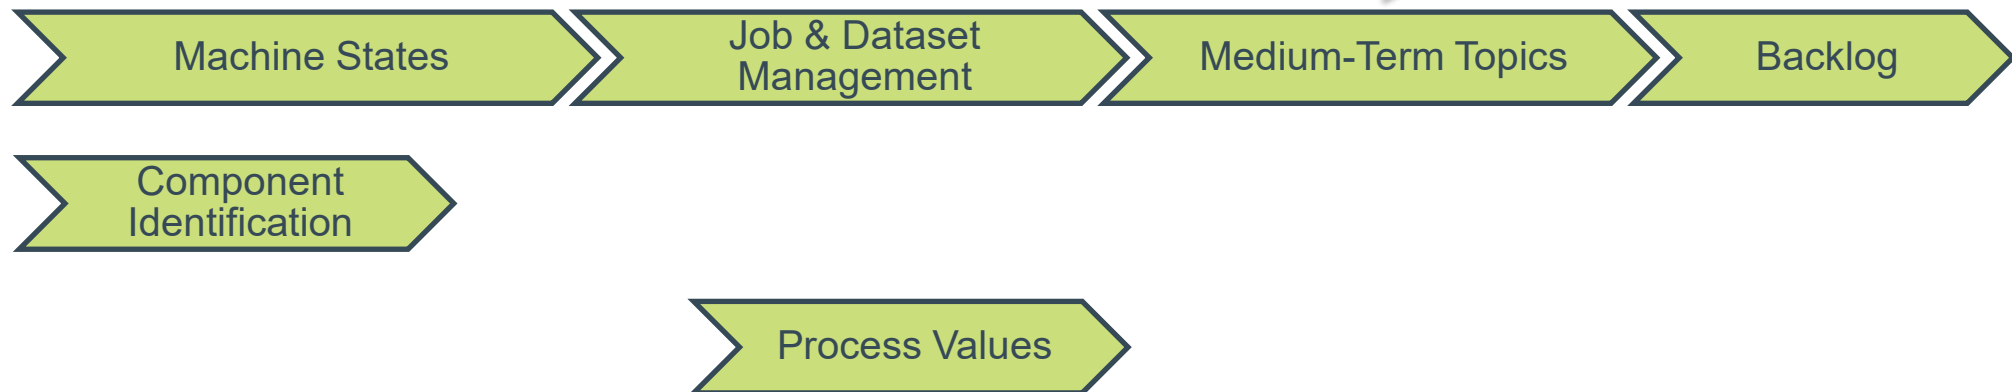 Machine States
Job & Dataset
Management
Medium-Term Topics
Backlog
Component
Identification
Process Values